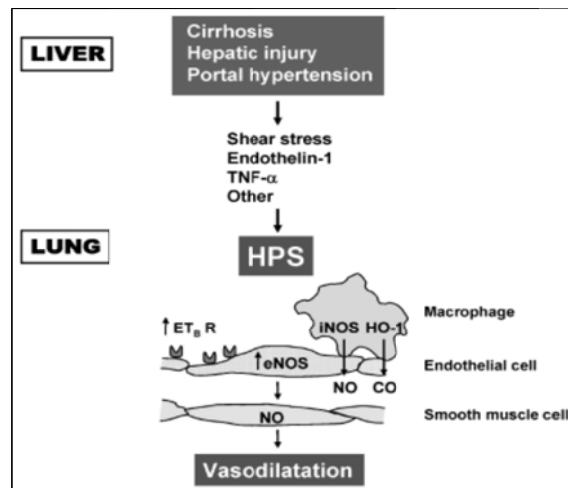 LIVER
Cirrhosis
Hepatic injury
Portal hypertension
Shear stress
Endothelin-1
TNF-α
Other
LUNG
HPS
Macrophage
iNOS HO-1
↑ ET_B R
↑eNOS
Endothelial cell
NO CO
NO
Smooth muscle cell
Vasodilatation